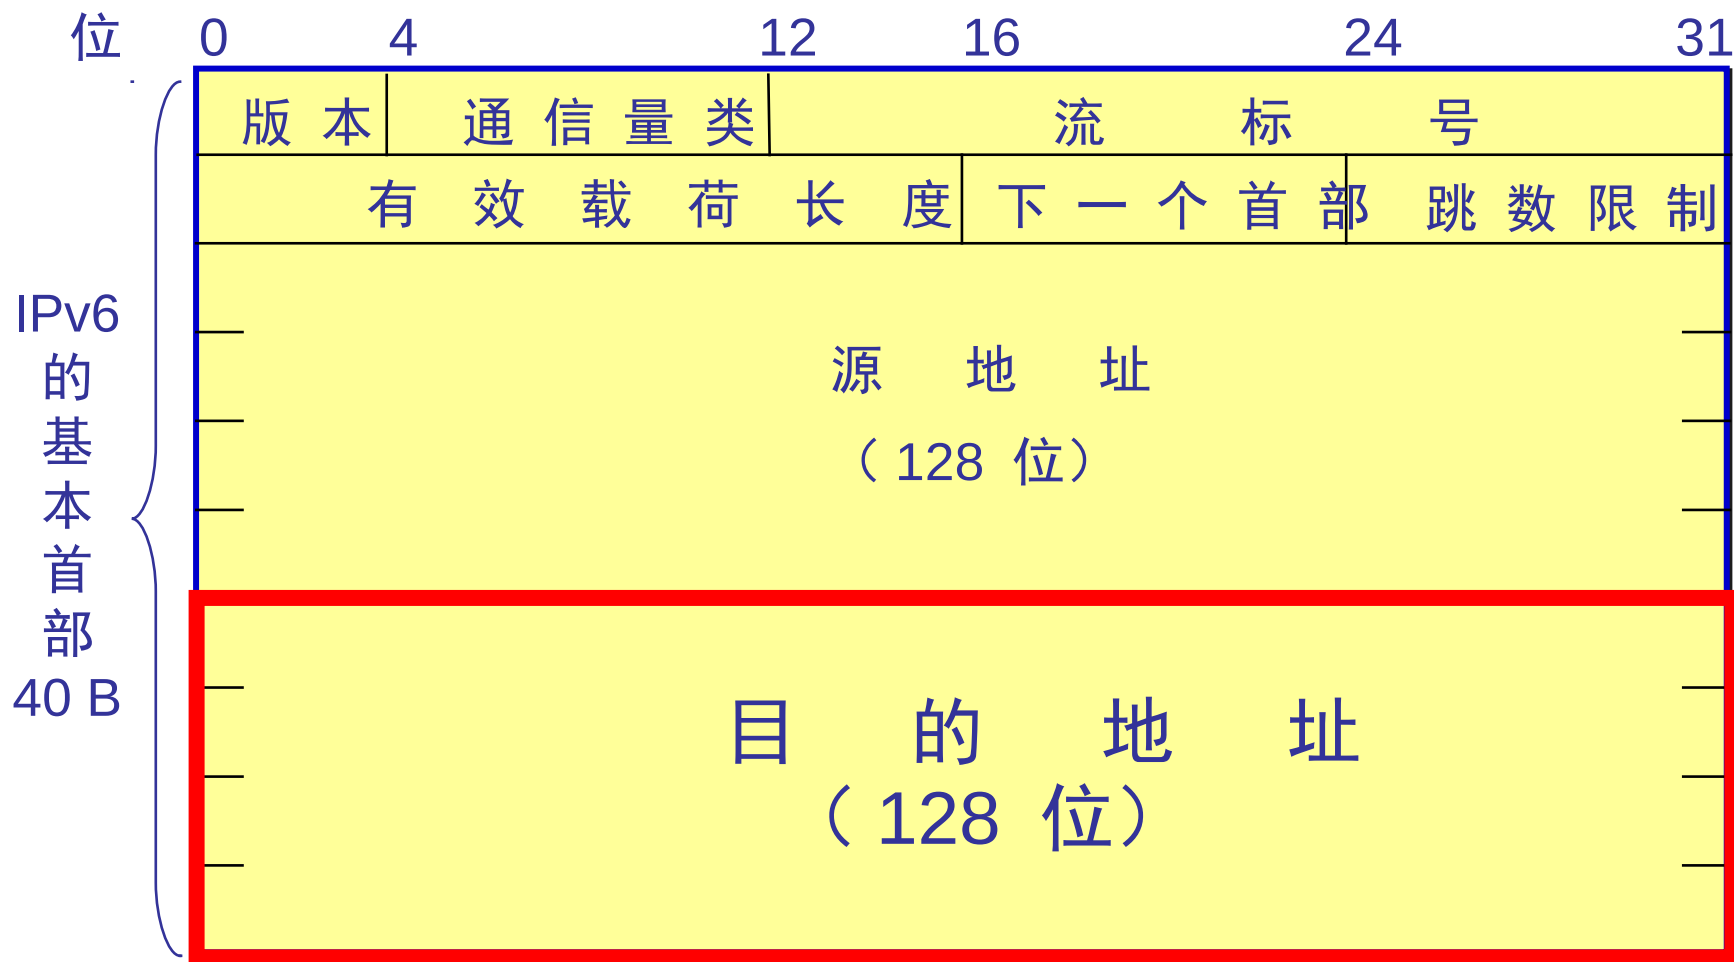 位 0 4 12 16 24 31
版 本 通 信 量 类 流 标 号
有 效 载 荷 长 度 下 一 个 首 部 跳 数 限 制
源 地 址
（128 位）
目 的 地 址
（128 位）
IPv6
的
基
本
首
部
40 B